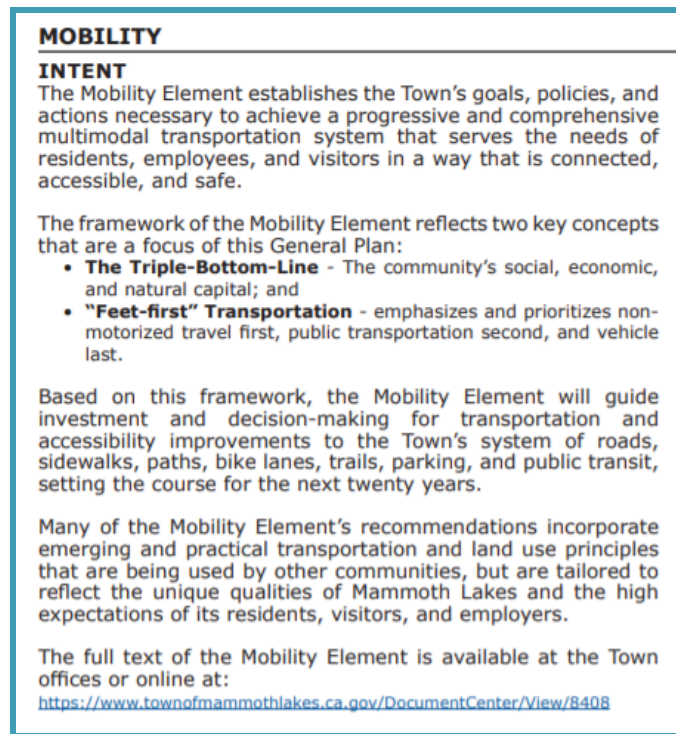 MOBILITY
INTENT
The Mobility Element establishes the Town's goals, policies, and
actions necessary to achieve a progressive and comprehensive
multimodal transportation system that serves the needs of
residents, employees, and visitors in a way that is connected,
accessible, and safe.
The framework of the Mobility Element reflects two key concepts
that are a focus of this General Plan:
• The Triple-Bottom-Line - The community's social, economic,
and natural capital; and
• "Feet-first" Transportation - emphasizes and prioritizes non-
motorized travel first, public transportation second, and vehicle
last.
Based on this framework, the Mobility Element will guide
investment and decision-making for transportation and
accessibility improvements to the Town's system of roads,
sidewalks, paths, bike lanes, trails, parking, and public transit,
setting the course for the next twenty years.
Many of the Mobility Element's recommendations incorporate
emerging and practical transportation and land use principles
that are being used by other communities, but are tailored to
reflect the unique qualities of Mammoth Lakes and the high
expectations of its residents, visitors, and employers.
The full text of the Mobility Element is available at the Town
offices or online at:
https://www.townofmammothlakes.ca.gov/DocumentCenter/View/8408